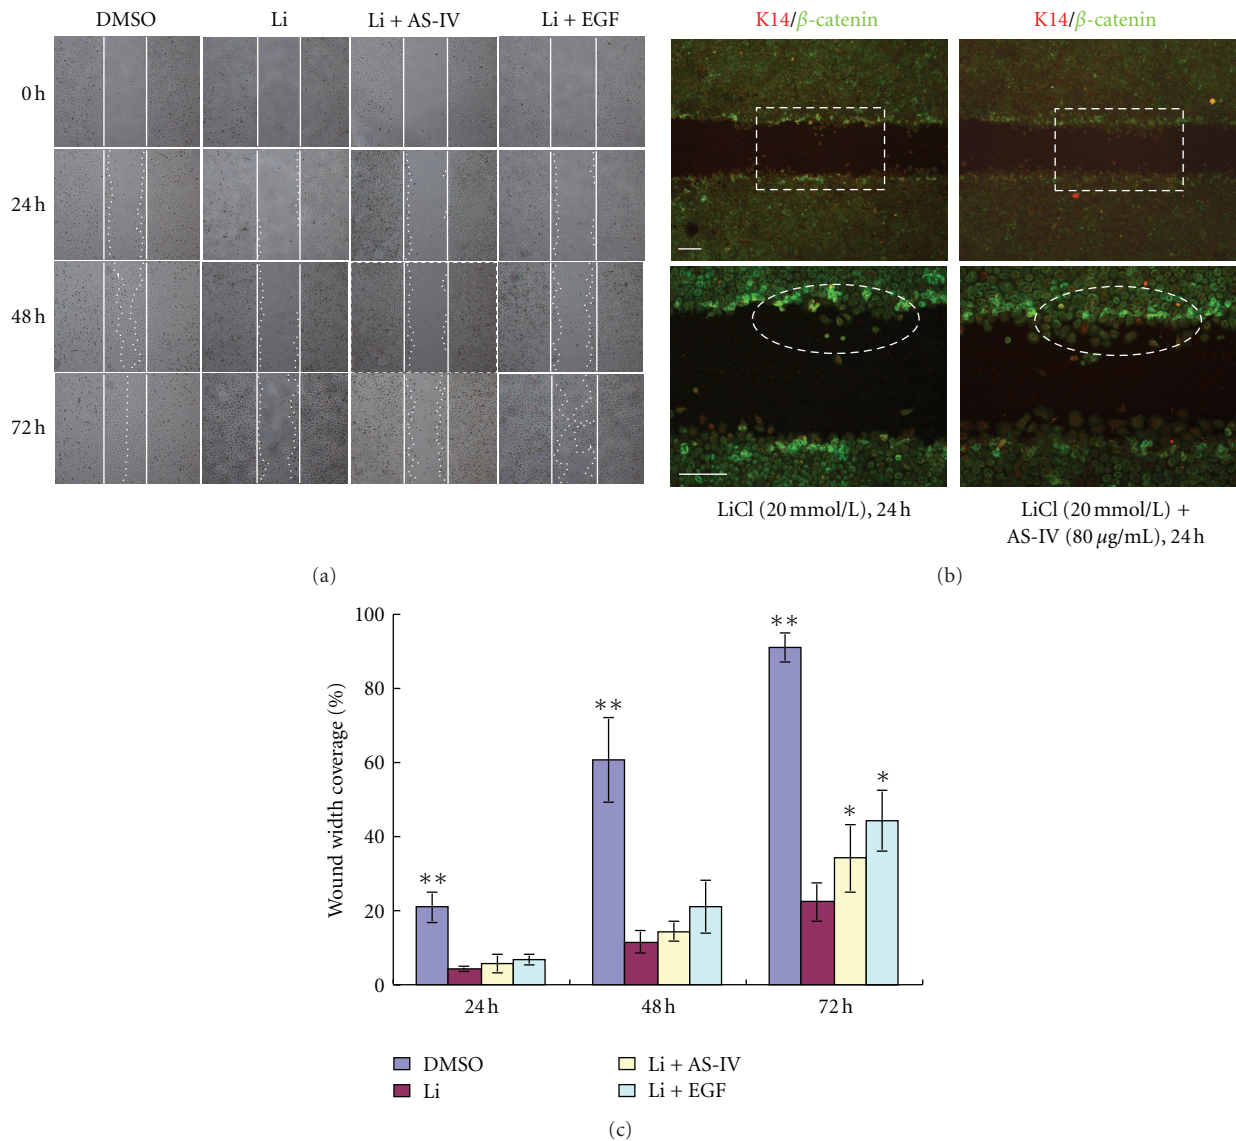 DMSO Li Li + AS-IV Li + EGF
0 h
24 h
48 h
72 h
(a)
K14/β-catenin K14/β-catenin
LiCl (20 mmol/L), 24 h
LiCl (20 mmol/L) +
AS-IV (80 μg/mL), 24 h
(b)
Wound width coverage (%)
100
80
60
40
20
0
** ** ** * *
24 h 48 h 72 h
DMSO Li + AS-IV
Li Li + EGF
(c)